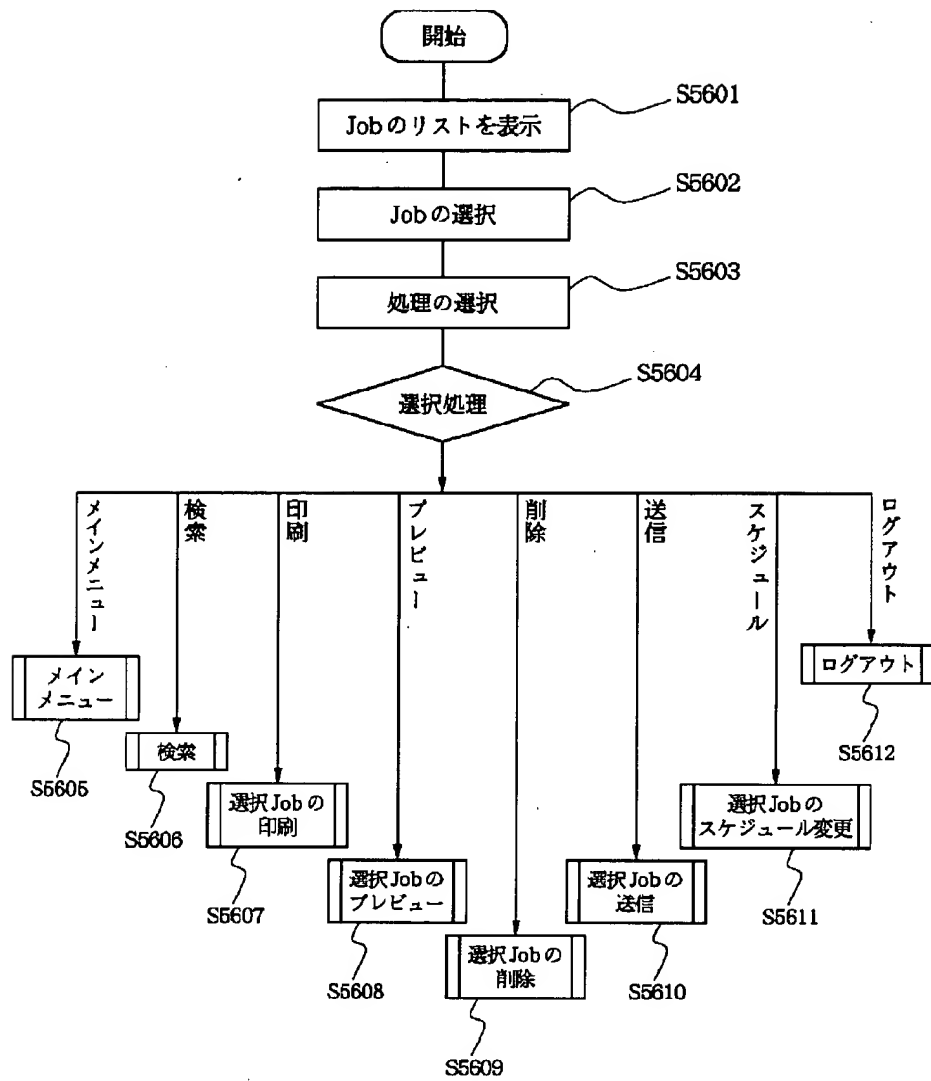 開始
S5601
Jobのリストを表示
S5602
Jobの選択
S5603
処理の選択
S5604
選択処理
メインメニュー
検索
印刷
プレビュー
削除
送信
スケジュール
ログアウト
メイン
メニュー
S5605
検索
S5606
選択Jobの
印刷
S5607
選択Jobの
プレビュー
S5608
選択Jobの
削除
S5609
選択Jobの
送信
S5610
選択Jobの
スケジュール変更
S5611
ログアウト
S5612